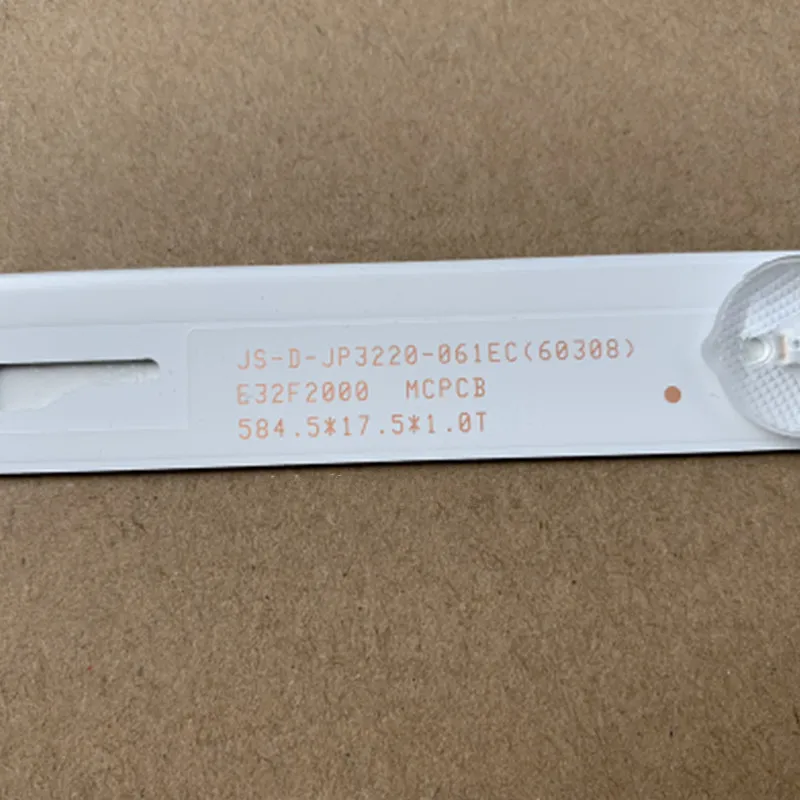 JS-D-JP3220-061EC(60308)
E32F2000 MCPCB
584.5*17.5*1.0T